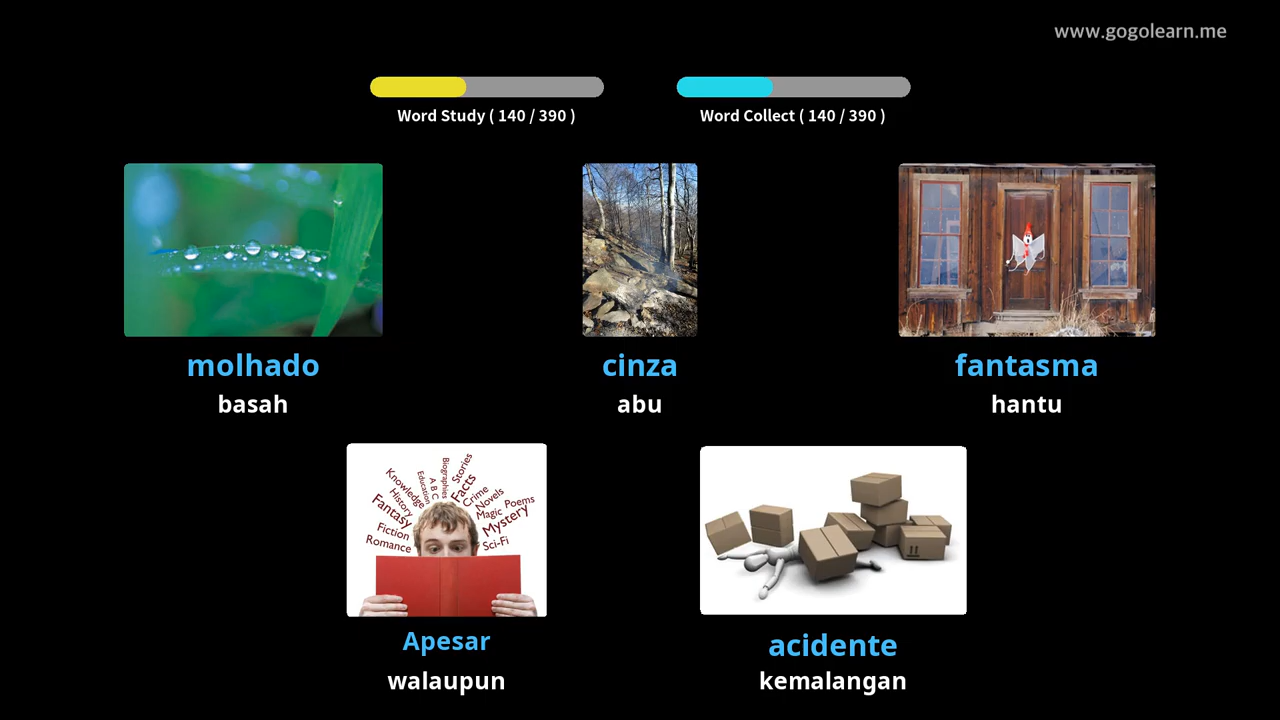 www.gogolearn.me
Word Study ( 140 / 390 )
Word Collect ( 140 / 390 )
molhado
cinza
fantasma
basah
abu
hantu
Knowledge
History
Fantasy
Fiction
Romance
Education
A B C
Biographies
Stories
Facts
Crime
Novels
Magic
Poems
Mystery
Sci-Fi
Apesar
acidente
walaupun
kemalangan